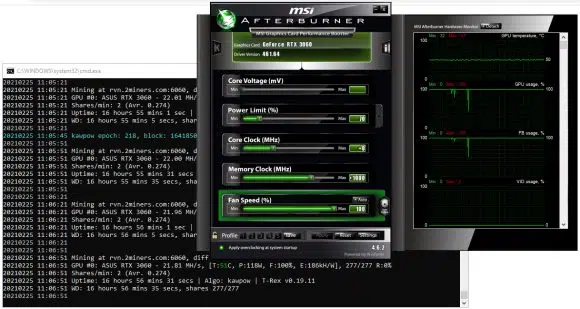 C:\WINDOWS\system32\cmd.exe
20210225 11:05:21
20210225 11:05:21 Mining at rvn.2miners.com:6060, d
20210225 11:05:21 GPU #0: ASUS RTX 3060 - 22.01 MH/
20210225 11:05:21 Shares/min: 2 (Avr. 0.274)
20210225 11:05:21 Uptime: 16 hours 55 mins 1 sec |
20210225 11:05:21 WD: 16 hours 55 mins 5 secs, shar
20210225 11:05:21
20210225 11:05:45 kawpow epoch: 218, block: 1641850
20210225 11:05:51
20210225 11:05:51 Mining at rvn.2miners.com:6060, d
20210225 11:05:51 GPU #0: ASUS RTX 3060 - 22.00 MH/
20210225 11:05:51 Shares/min: 2 (Avr. 0.274)
20210225 11:05:51 Uptime: 16 hours 55 mins 31 secs
20210225 11:05:51 WD: 16 hours 55 mins 35 secs, sha
20210225 11:05:51
20210225 11:06:21
20210225 11:06:21 Mining at rvn.2miners.com:6060, d
20210225 11:06:21 GPU #0: ASUS RTX 3060 - 21.96 MH/
20210225 11:06:21 Shares/min: 2 (Avr. 0.274)
20210225 11:06:21 Uptime: 16 hours 56 mins 1 sec |
20210225 11:06:21 WD: 16 hours 56 mins 5 secs, shar
20210225 11:06:21
20210225 11:06:51
20210225 11:06:51 Mining at rvn.2miners.com:6060, diff
20210225 11:06:51 GPU #0: ASUS RTX 3060 - 21.81 MH/s, [T:51C, P:118W, F:100%, E:186kH/W], 277/277 R:0%
20210225 11:06:51 Shares/min: 2 (Avr. 0.274)
20210225 11:06:51 Uptime: 16 hours 56 mins 31 secs | Algo: kawpow | T-Rex v0.19.11
20210225 11:06:51 WD: 16 hours 56 mins 35 secs, shares 277/277
20210225 11:06:51
msi
AFTERBURNER
MSI Graphics Card Performance Booster
Graphics Card: GeForce RTX 3060
Driver Version: 461.64
Core Voltage (mV)
Min Max
Power Limit (%)
Min Max 70
Core Clock (MHz)
Min Max +0
Memory Clock (MHz)
Min Max +1000
Fan Speed (%)
Auto
Min Max 100
Profile 1 2 3 4 5 Save Apply Reset Settings
Apply overclocking at system startup 4.6.2
MSI Afterburner Hardware Monitor Detach
GPU temperature, °C
100
0
GPU usage, %
100
0
FB usage, %
100
0
VID usage, %
100
0